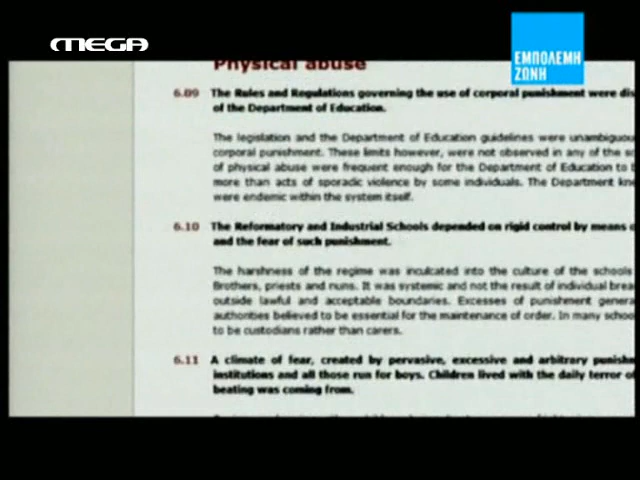 MEGA
ΕΜΠΟΛΕΜΗ
ΖΩΝΗ
Physical abuse
6.09 The Rules and Regulations governing the use of corporal punishment were dis
of the Department of Education.
The legislation and the Department of Education guidelines were unambiguou
corporal punishment. These limits however, were not observed in any of the
of physical abuse were frequent enough for the Department of Education to
more than acts of sporadic violence by some individuals. The Department kn
were endemic within the system itself.
6.10 The Reformatory and Industrial Schools depended on rigid control by means
and the fear of such punishment.
The harshness of the regime was inculcated into the culture of the schools
Brothers, priests and nuns. It was systemic and not the result of individual brea
outside lawful and acceptable boundaries. Excesses of punishment genera
authorities believed to be essential for the maintenance of order. In many schoo
to be custodians rather than carers.
6.11 A climate of fear, created by pervasive, excessive and arbitrary punish
institutions and all those run for boys. Children lived with the daily terror of
beating was coming from.